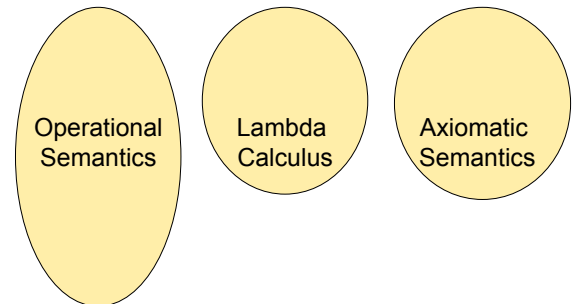 Operational
Semantics
Lambda
Calculus
Axiomatic
Semantics